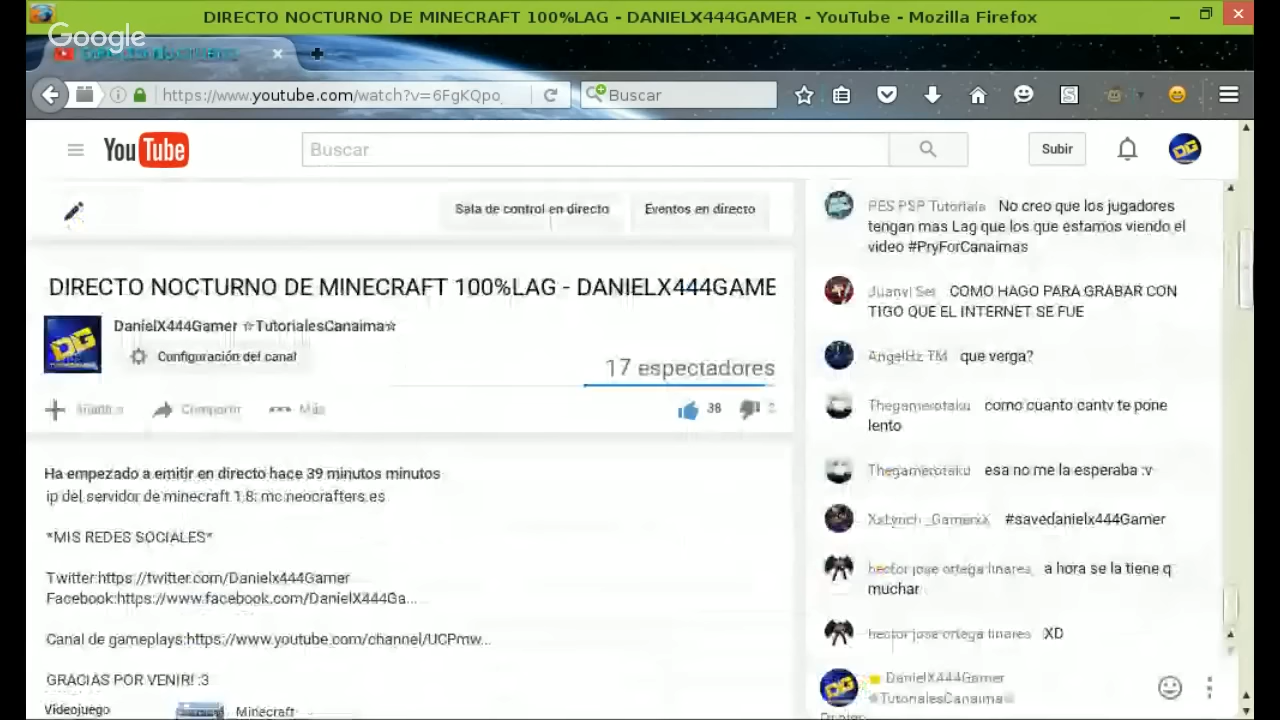 DIRECTO NOCTURNO DE MINECRAFT 100%LAG - DANIELX444GAMER - YouTube - Mozilla Firefox
Google
https://www.youtube.com/watch?v=6FgKQpo
Buscar
YouTube
Buscar
Subir
Sala de control en directo
Eventos en directo
DIRECTO NOCTURNO DE MINECRAFT 100%LAG - DANIELX444GAME
DanielX444Gamer ☆TutorialesCanaima☆
Configuración del canal
17 espectadores
Añadir a
Compartir
Más
38
2
Ha empezado a emitir en directo hace 39 minutos minutos
ip del servidor de minecraft 1.8: mc.neocrafters.es
*MIS REDES SOCIALES*
Twitter:https://twitter.com/Danielx444Gamer
Facebook:https://www.facebook.com/DanielX444Ga...
Canal de gameplays:https://www.youtube.com/channel/UCPmw...
GRACIAS POR VENIR! :3
Videojuego
Minecraft
PES PSP Tutorials No creo que los jugadores
tengan mas Lag que los que estamos viendo el
video #PryForCanaimas
Juanvi Sei COMO HAGO PARA GRABAR CON
TIGO QUE EL INTERNET SE FUE
AngelHz TM que verga?
Thegamerotaku como cuanto cantv te pone
lento
Thegamerotaku esa no me la esperaba :v
#savedanielx444Gamer
hector jose ortega linares a hora se la tiene q
muchar
hector jose ortega linares XD
DanielX444Gamer
☆TutorialesCanaima☆